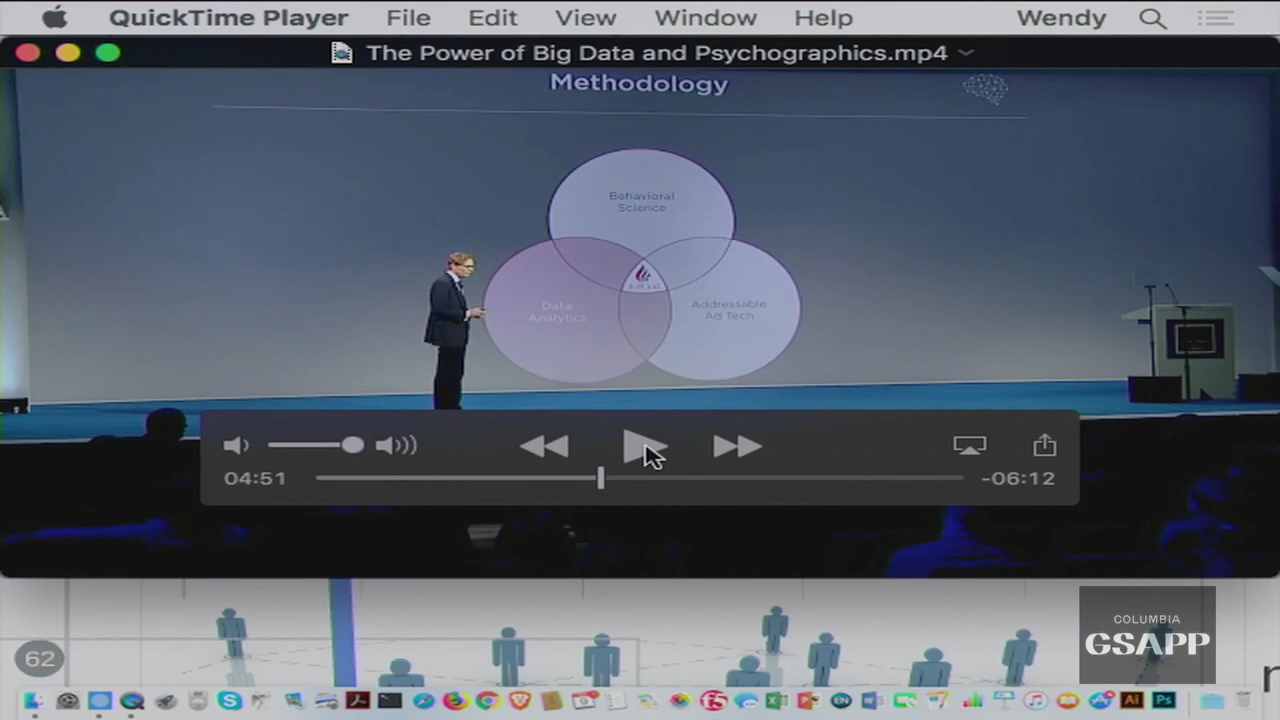 QuickTime Player File Edit View Window Help Wendy
The Power of Big Data and Psychographics.mp4
Methodology
Behavioral
Science
Data
Analytics
Addressable
Ad Tech
04:51
-06:12
62
COLUMBIA
GSAPP